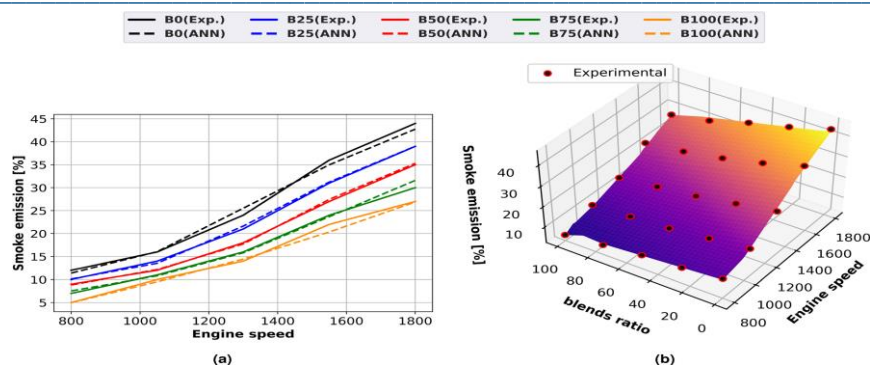 B0(Exp.) B25(Exp.) B50(Exp.) B75(Exp.) B100(Exp.)
B0(ANN) B25(ANN) B50(ANN) B75(ANN) B100(ANN)
Experimental
45
40
35
30
25
20
15
10
5
Smoke emission [%]
800 1000 1200 1400 1600 1800
Engine speed
(a)
Smoke emission [%]
40
30
20
10
100
80
60
40
20
0
blends ratio
800
1000
1200
1400
1600
1800
Engine speed
(b)